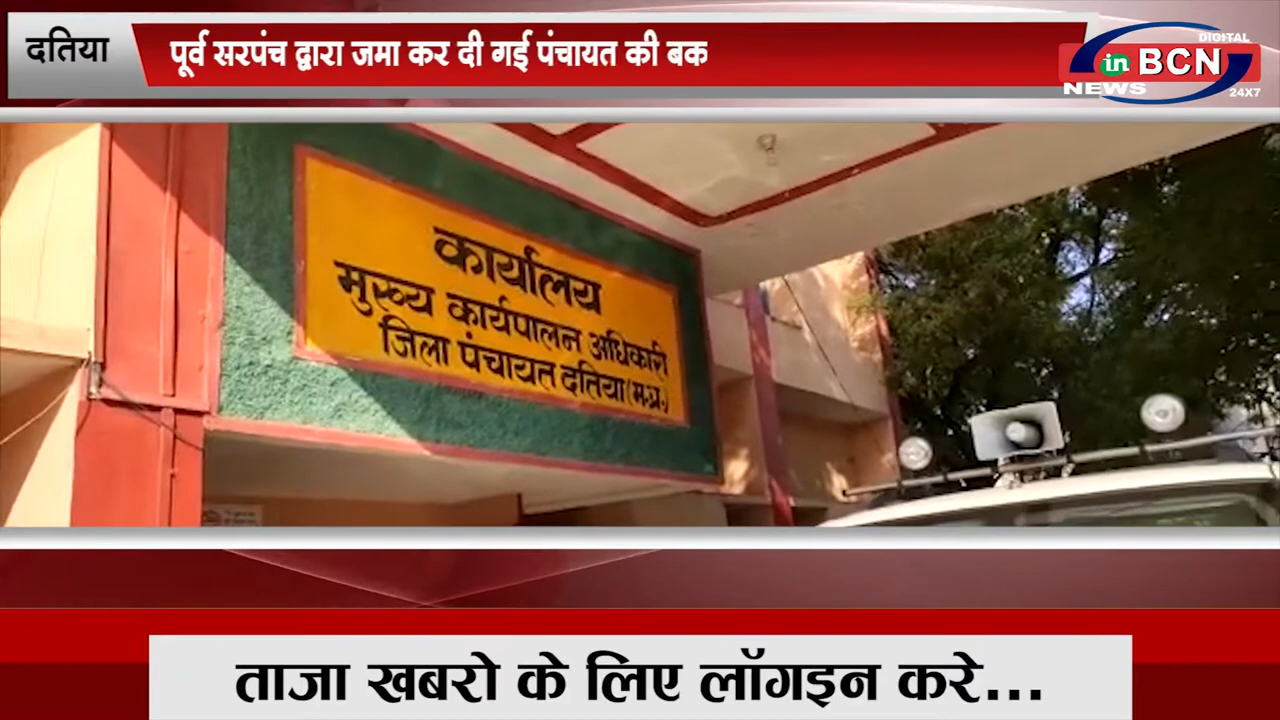 दतिया
पूर्व सरपंच द्वारा जमा कर दी गई पंचायत की बक
DIGITAL
in BCN
NEWS
24X7
कार्यालय
मुख्य कार्यपालन अधिकारी
जिला पंचायत दतिया (म.प्र.)
ताजा खबरो के लिए लॉगइन करे...